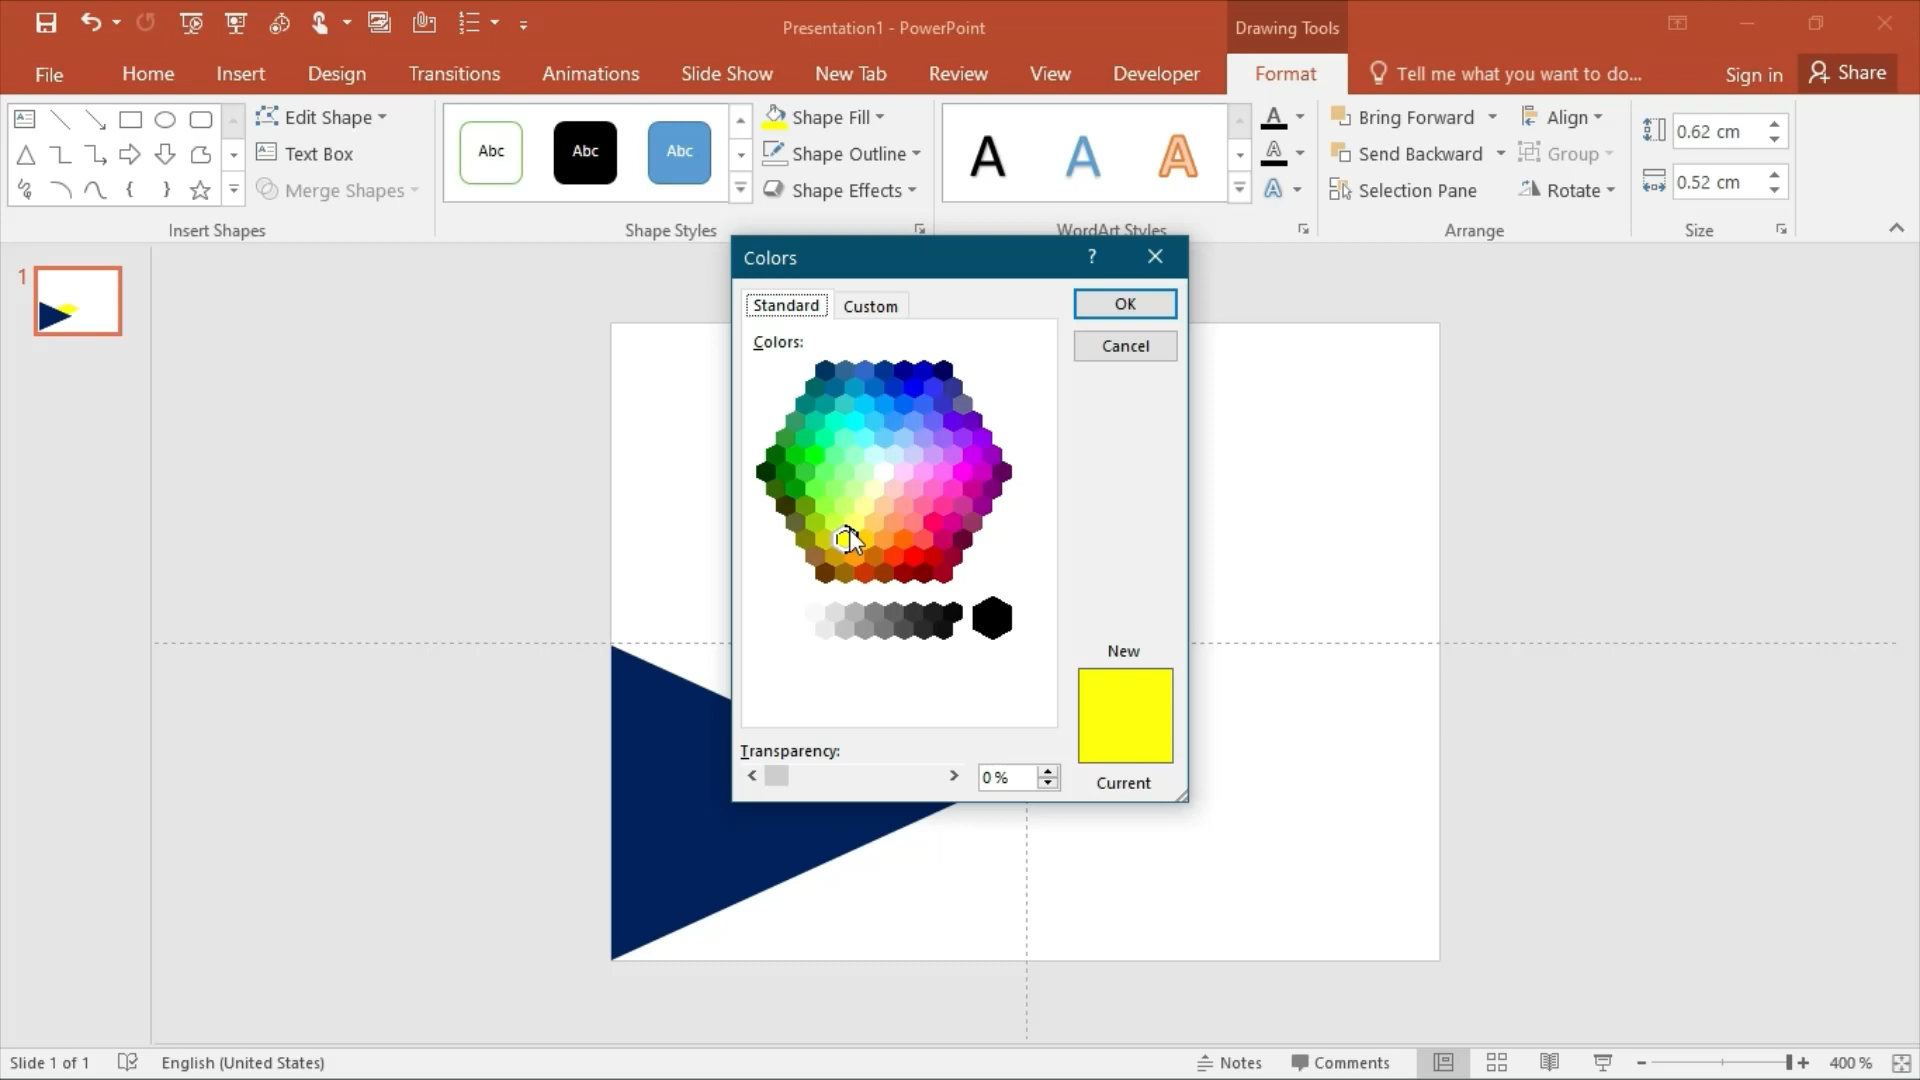 Presentation1 - PowerPoint
Drawing Tools
File Home Insert Design Transitions Animations Slide Show New Tab Review View Developer Format Tell me what you want to do... Sign in Share
Edit Shape
Text Box
Merge Shapes
Insert Shapes
Abc Abc Abc
Shape Fill
Shape Outline
Shape Effects
Shape Styles
A A A
WordArt Styles
Bring Forward
Send Backward
Selection Pane
Align
Group
Rotate
Arrange
0.62 cm
0.52 cm
Size
1
Colors
Standard Custom
Colors:
OK
Cancel
New
Current
Transparency:
0 %
Slide 1 of 1 English (United States) Notes Comments 400 %